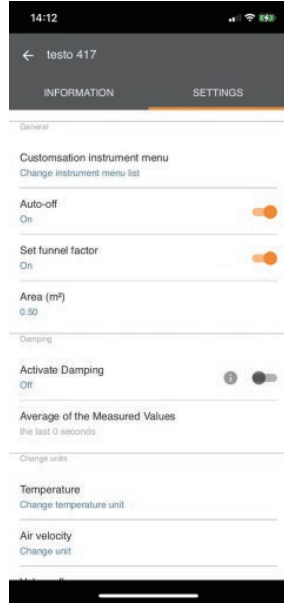 14:12
testo 417
INFORMATION SETTINGS
General
Customsation instrument menu
Change instrument menu list
Auto-off
On
Set funnel factor
On
Area (m²)
0.50
Damping
Activate Damping
Off
Average of the Measured Values
the last 0 seconds
Change units
Temperature
Change temperature unit
Air velocity
Change unit